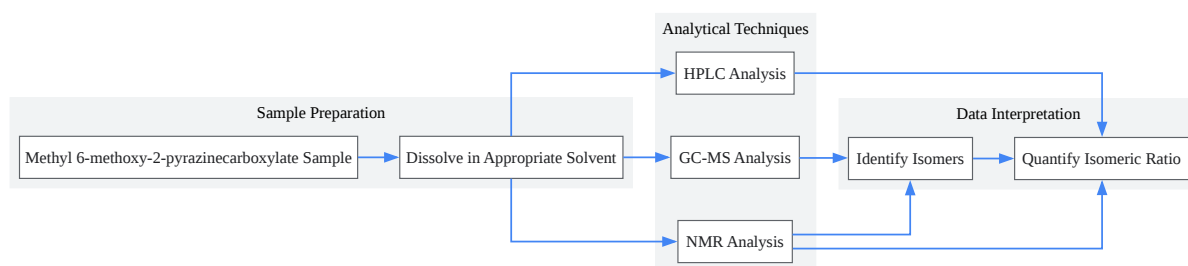 Analytical Techniques
HPLC Analysis
Sample Preparation
Data Interpretation
Methyl 6-methoxy-2-pyrazinecarboxylate Sample
Dissolve in Appropriate Solvent
GC-MS Analysis
Identify Isomers
Quantify Isomeric Ratio
NMR Analysis